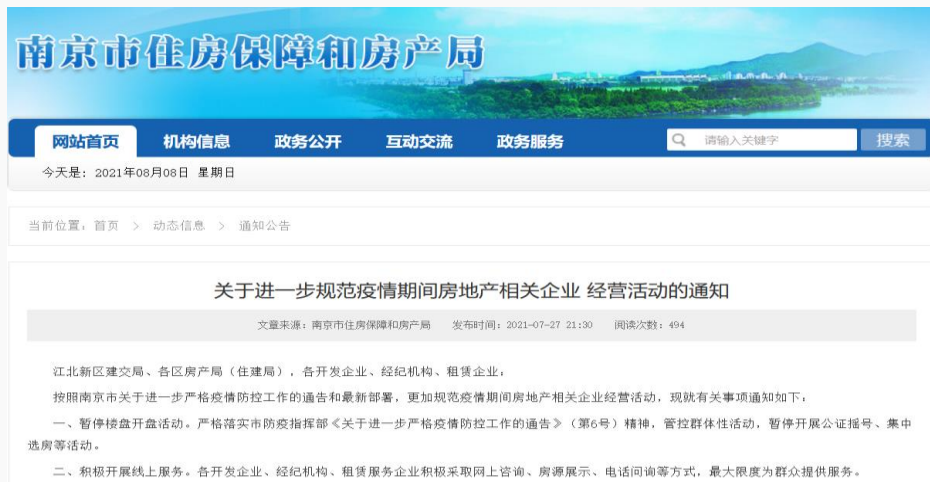 南京市住房保障和房产局
网站首页 机构信息 政务公开 互动交流 政务服务 请输入关键字 搜索
今天是: 2021年08月08日 星期日
当前位置: 首页 > 动态信息 > 通知公告
关于进一步规范疫情期间房地产相关企业 经营活动的通知
文章来源: 南京市住房保障和房产局 发布时间: 2021-07-27 21:30 阅读次数: 494
江北新区建交局、各区房产局（住建局），各开发企业、经纪机构、租赁企业:
按照南京市关于进一步严格疫情防控工作的通告和最新部署，更加规范疫情期间房地产相关企业经营活动，现就有关事项通知如下:
一、暂停楼盘开盘活动。严格落实市防疫指挥部《关于进一步严格疫情防控工作的通告》（第6号）精神，管控群体性活动，暂停开展公证摇号、集中
选房等活动。
二、积极开展线上服务。各开发企业、经纪机构、租赁服务企业积极采取网上咨询、房源展示、电话问询等方式，最大限度为群众提供服务。